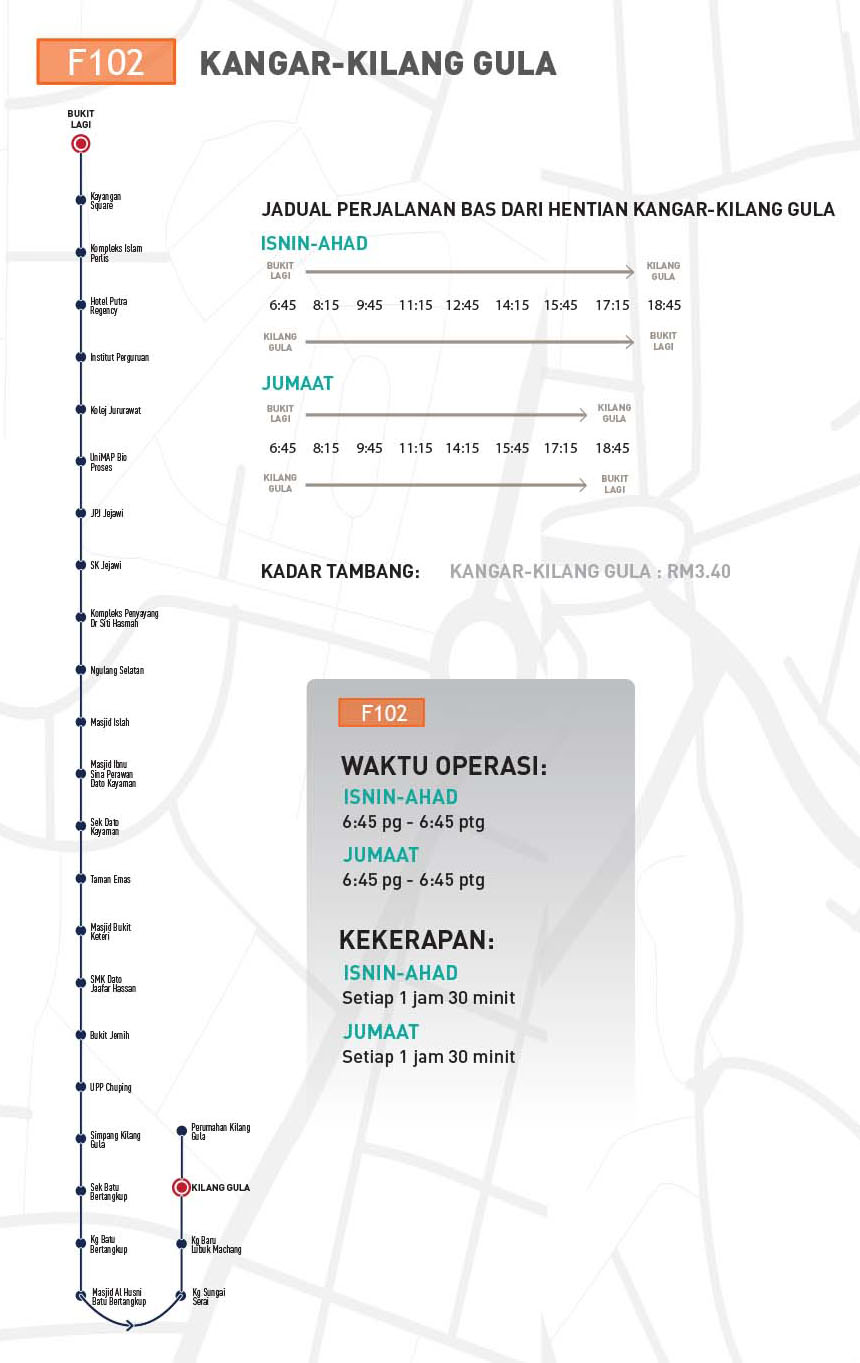 F102
KANGAR-KILANG GULA
BUKIT
LAGI
Kayangan
Square
Kompleks Islam
Perlis
Hotel Putra
Regency
Institut Perguruan
Kolej Jururawat
UniMAP Bio
Proses
JPJ Jejawi
SK Jejawi
Kompleks Penyayang
Dr Siti Hasmah
Ngulang Selatan
Masjid Islah
Masjid Ibnu
Sina Perawan
Dato Kayaman
Sek Dato
Kayaman
Taman Emas
Masjid Bukit
Keteri
SMK Dato
Jaafar Hassan
Bukit Jernih
UPP Chuping
Simpang Kilang
Gula
Sek Batu
Bertangkup
Kg Batu
Bertangkup
Masjid Al Husni
Batu Bertangkup
Kg Sungai
Serai
Kg Baru
Lubuk Machang
KILANG GULA
Perumahan Kilang
Gula
JADUAL PERJALANAN BAS DARI HENTIAN KANGAR-KILANG GULA
ISNIN-AHAD
BUKIT
LAGI
KILANG
GULA
6:45 8:15 9:45 11:15 12:45 14:15 15:45 17:15 18:45
KILANG
GULA
BUKIT
LAGI
JUMAAT
BUKIT
LAGI
KILANG
GULA
6:45 8:15 9:45 11:15 14:15 15:45 17:15 18:45
KILANG
GULA
BUKIT
LAGI
KADAR TAMBANG: KANGAR-KILANG GULA : RM3.40
F102
WAKTU OPERASI:
ISNIN-AHAD
6:45 pg - 6:45 ptg
JUMAAT
6:45 pg - 6:45 ptg
KEKERAPAN:
ISNIN-AHAD
Setiap 1 jam 30 minit
JUMAAT
Setiap 1 jam 30 minit